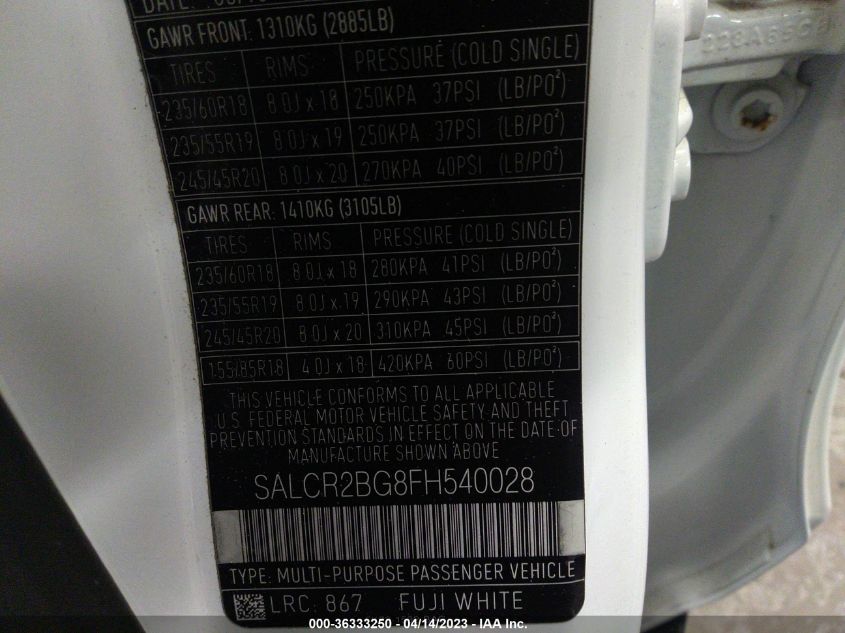 GAWR FRONT: 1310KG (2885LB)
TIRES RIMS PRESSURE (COLD SINGLE)
235/60R18 8.0J x 18 250KPA 37PSI (LB/PO²)
235/55R19 8.0J x 19 250KPA 37PSI (LB/PO²)
245/45R20 8.0J x 20 270KPA 40PSI (LB/PO²)
GAWR REAR: 1410KG (3105LB)
TIRES RIMS PRESSURE (COLD SINGLE)
235/60R18 8.0J x 18 280KPA 41PSI (LB/PO²)
235/55R19 8.0J x 19 290KPA 43PSI (LB/PO²)
245/45R20 8.0J x 20 310KPA 45PSI (LB/PO²)
155/85R18 4.0J x 18 420KPA 60PSI (LB/PO²)
THIS VEHICLE CONFORMS TO ALL APPLICABLE
U.S. FEDERAL MOTOR VEHICLE SAFETY AND THEFT
PREVENTION STANDARDS IN EFFECT ON THE DATE OF
MANUFACTURE SHOWN ABOVE
SALCR2BG8FH540028
TYPE: MULTI-PURPOSE PASSENGER VEHICLE
LRC: 867 FUJI WHITE
000-36333250 - 04/14/2023 - IAA Inc.